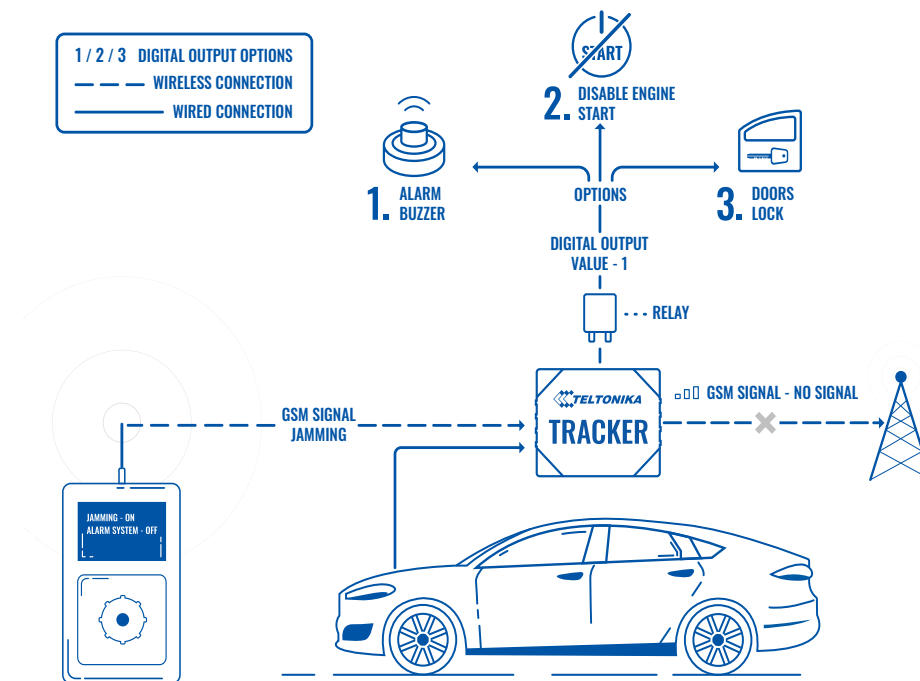 1 / 2 / 3 DIGITAL OUTPUT OPTIONS
WIRELESS CONNECTION
WIRED CONNECTION
START
2. DISABLE ENGINE
START
1. ALARM
BUZZER
OPTIONS
3. DOORS
LOCK
DIGITAL OUTPUT
VALUE - 1
RELAY
TELTONIKA
TRACKER
GSM SIGNAL - NO SIGNAL
GSM SIGNAL
JAMMING
JAMMING - ON
ALARM SYSTEM - OFF